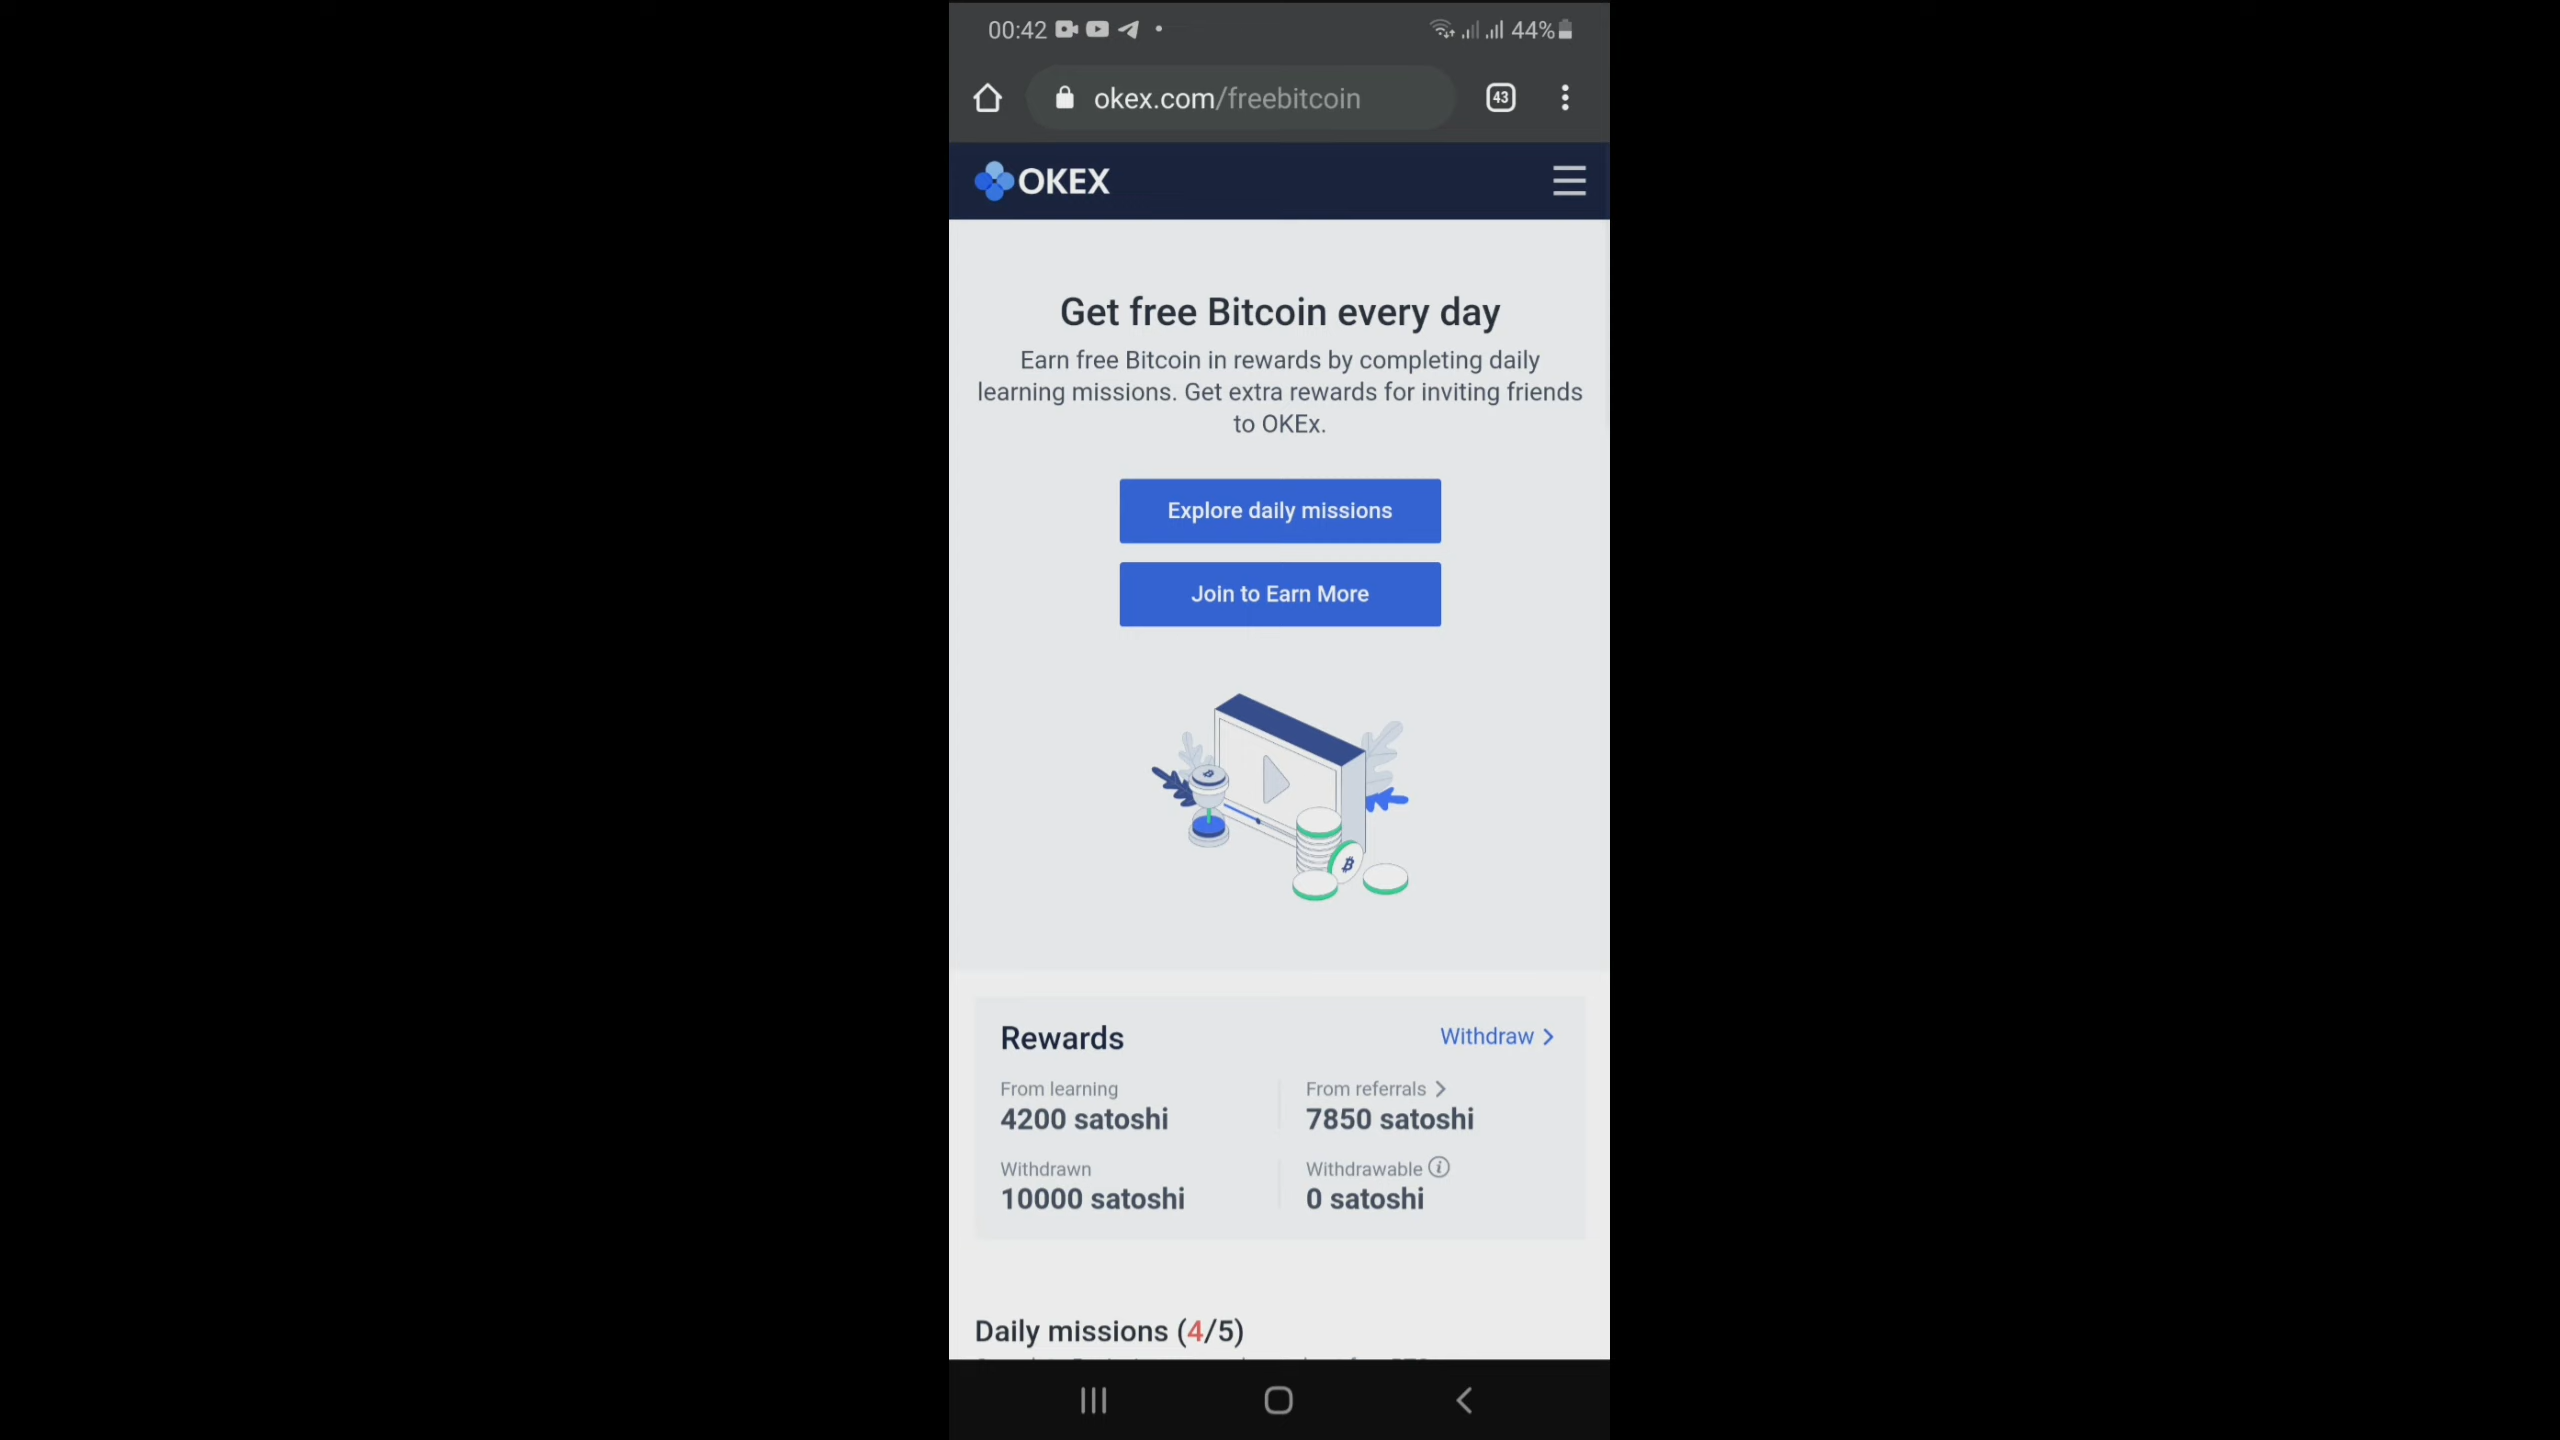 00:42
44%
okex.com/freebitcoin
43
OKEX
Get free Bitcoin every day
Earn free Bitcoin in rewards by completing daily
learning missions. Get extra rewards for inviting friends
to OKEx.
Explore daily missions
Join to Earn More
Rewards
Withdraw
From learning
From referrals
4200 satoshi
7850 satoshi
Withdrawn
Withdrawable
10000 satoshi
0 satoshi
Daily missions (4/5)